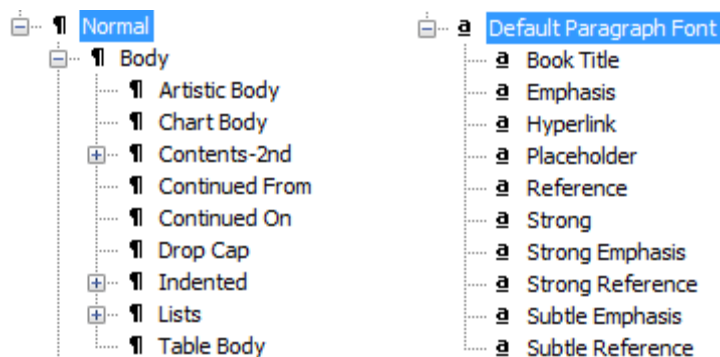 Normal
Body
Artistic Body
Chart Body
Contents-2nd
Continued From
Continued On
Drop Cap
Indented
Lists
Table Body
Default Paragraph Font
Book Title
Emphasis
Hyperlink
Placeholder
Reference
Strong
Strong Emphasis
Strong Reference
Subtle Emphasis
Subtle Reference